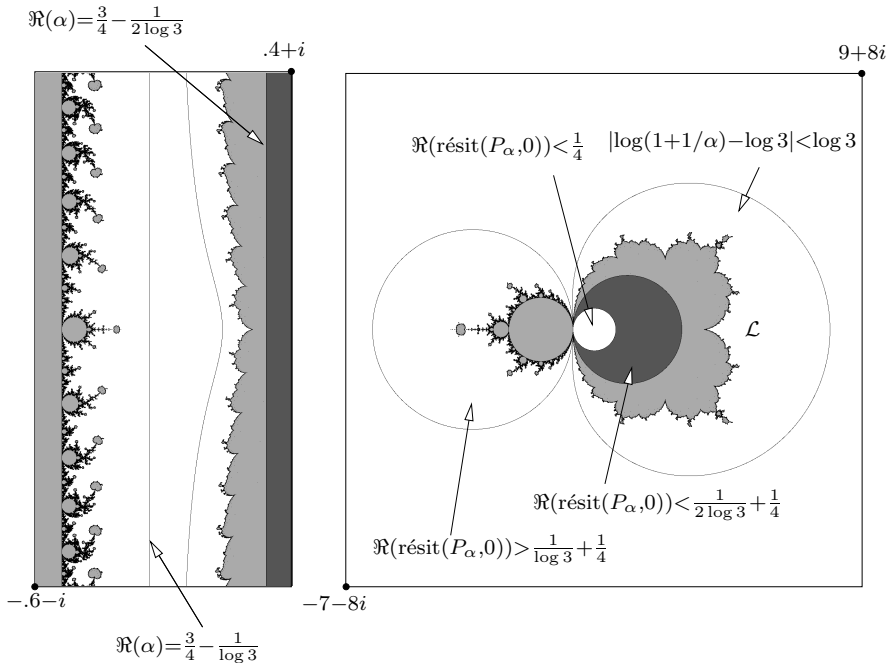 ℜ(α)=3/4−1/(2 log 3)
.4+i
9+8i
ℜ(résit(P_α,0))<1/4
|log(1+1/α)−log 3|<log 3
ℒ
ℜ(résit(P_α,0))<1/(2 log 3)+1/4
ℜ(résit(P_α,0))>1/(log 3)+1/4
−.6−i
−7−8i
ℜ(α)=3/4−1/(log 3)